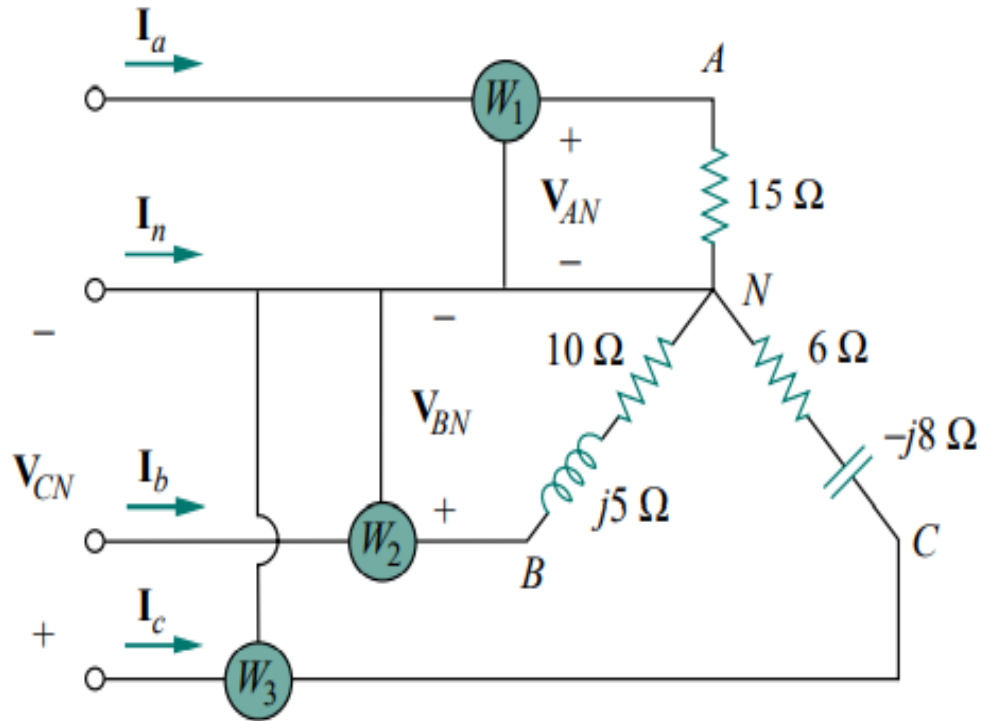 I_a
A
W_1
+
V_AN
15 Ω
I_n
−
N
−
−
10 Ω
6 Ω
V_BN
−j8 Ω
V_CN
I_b
+
j5 Ω
W_2
B
C
I_c
+
W_3